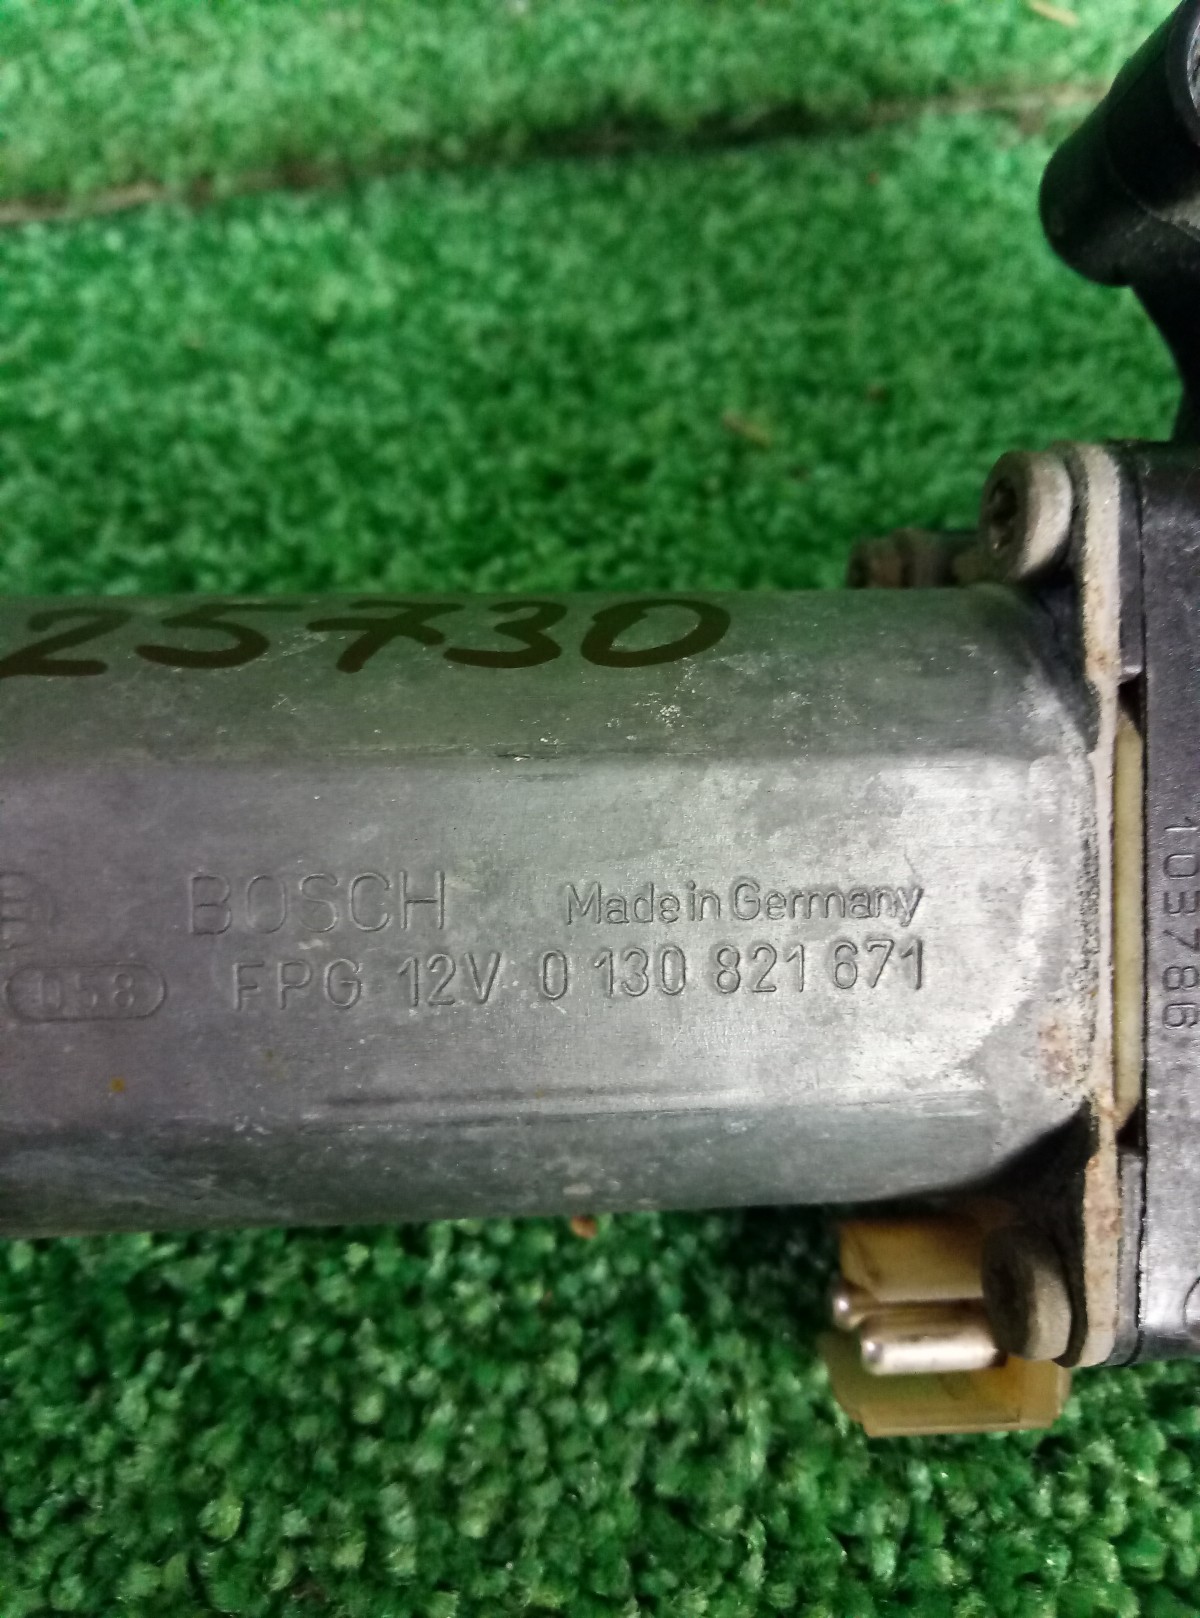 25730
BOSCH Made in Germany
058 FPG 12V 0 130 821 671
103786